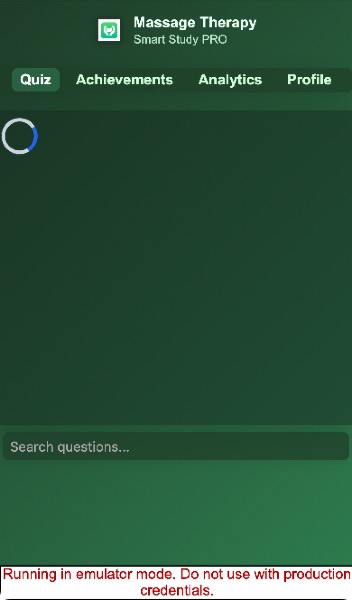 Massage Therapy
Smart Study PRO
Quiz Achievements Analytics Profile
Search questions...
Running in emulator mode. Do not use with production
credentials.